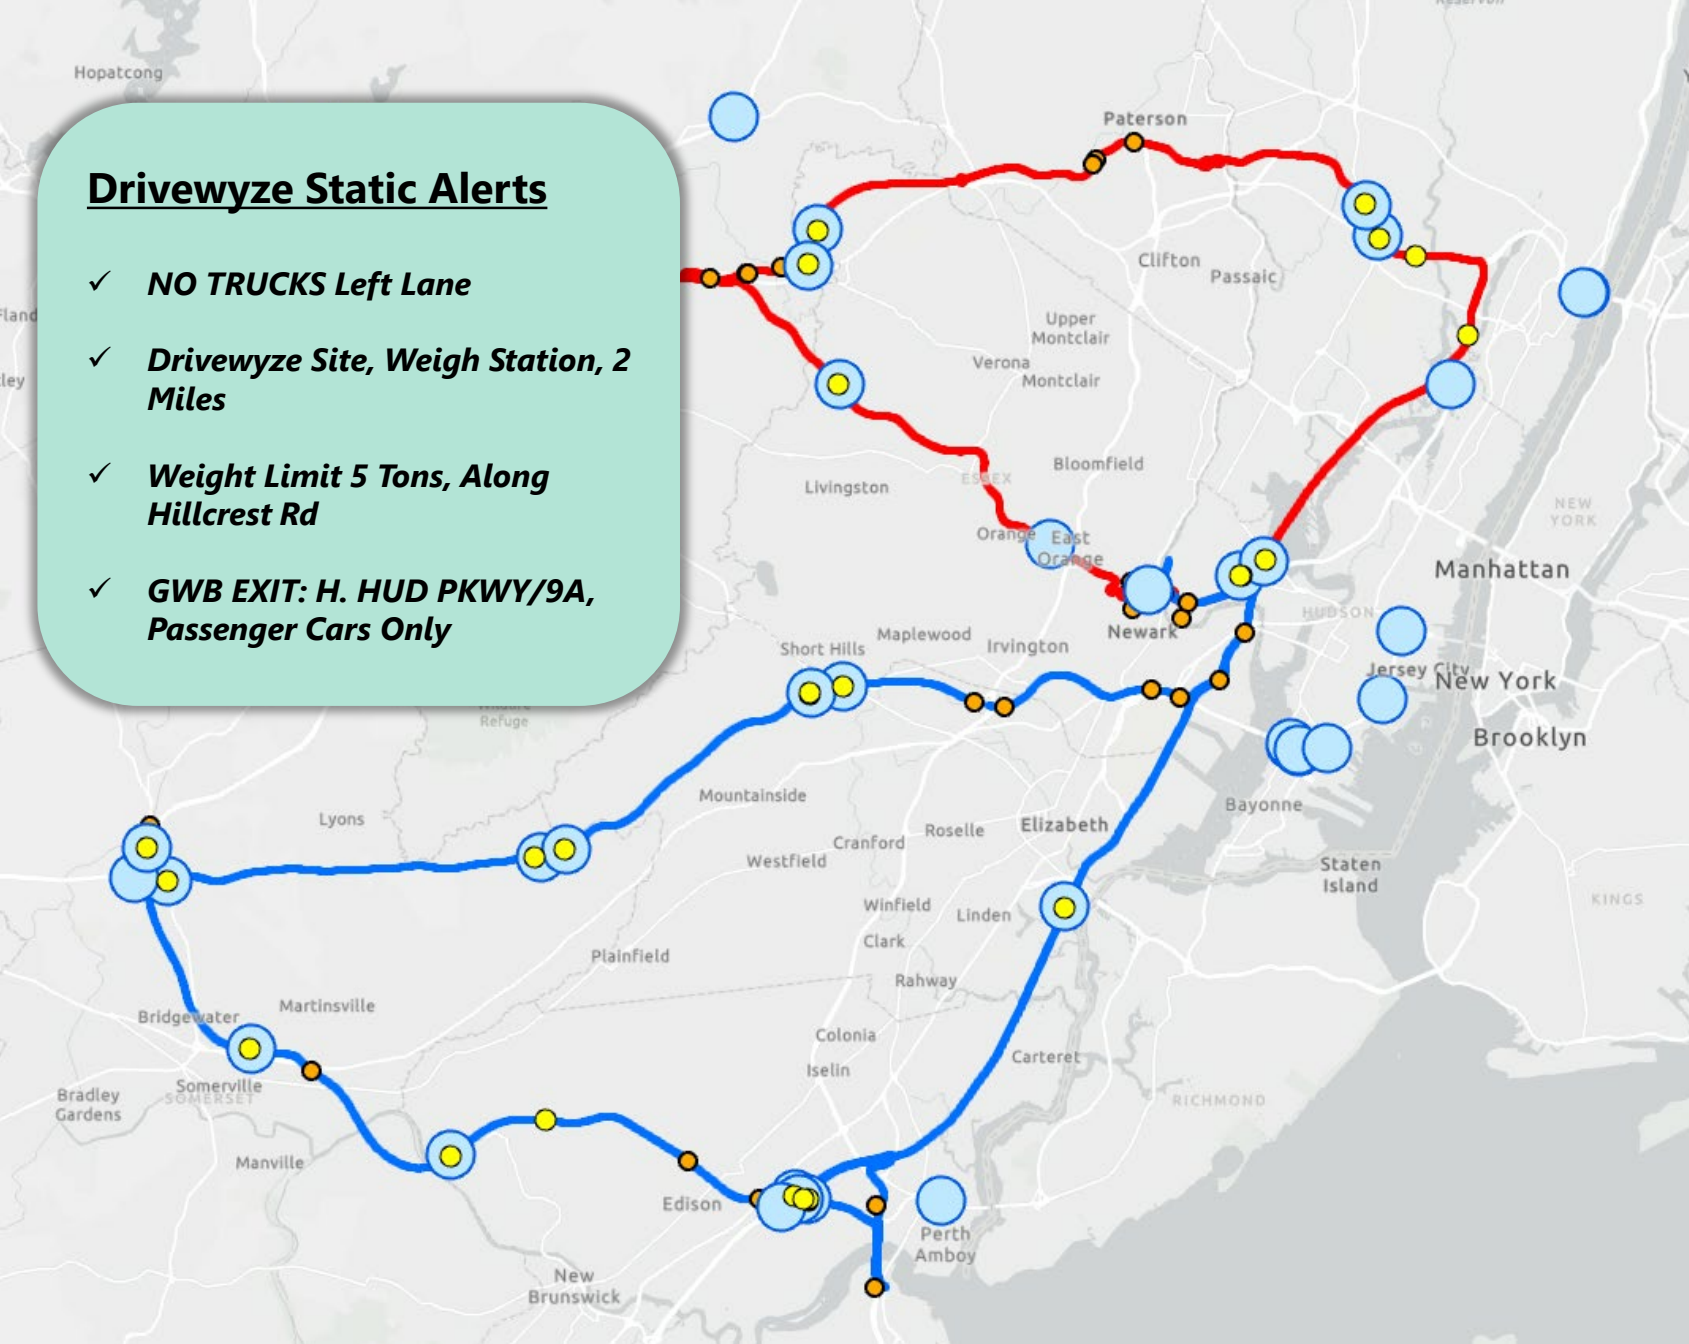 Reservoir
Hopatcong
Paterson
Drivewyze Static Alerts
✓ NO TRUCKS Left Lane
✓ Drivewyze Site, Weigh Station, 2
Miles
✓ Weight Limit 5 Tons, Along
Hillcrest Rd
✓ GWB EXIT: H. HUD PKWY/9A,
Passenger Cars Only
Clifton
Passaic
Upper
Montclair
Verona
Montclair
Bloomfield
ESSEX
Livingston
Orange
East
Orange
NEW
YORK
Manhattan
HUDSON
Newark
Maplewood
Irvington
Short Hills
Jersey City
New York
Refuge
Brooklyn
Mountainside
Bayonne
Lyons
Roselle
Elizabeth
Cranford
Westfield
Staten
Island
KINGS
Winfield
Linden
Clark
Plainfield
Rahway
Martinsville
Bridgewater
Colonia
Carteret
Iselin
Somerville
SOMERSET
Bradley
Gardens
RICHMOND
Manville
Edison
Perth
Amboy
New
Brunswick